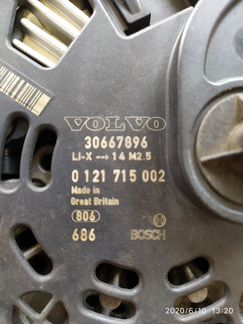 VOLVO
30667896
LI-X --> 14 M2.5
0 121 715 002
Made in
Great Britain
806
686
BOSCH
2020/6/10 13:20